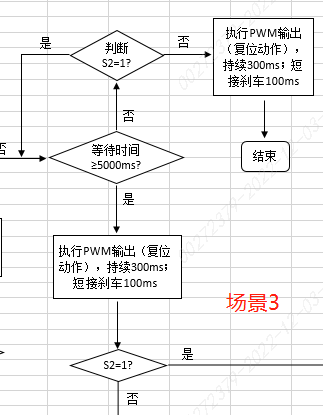 是
判断
S2=1?
否
执行PWM输出
（复位动作），
持续300ms；短
接刹车100ms
否
否
等待时间
≥5000ms?
结束
是
执行PWM输出（复位
动作），持续300ms；
短接刹车100ms
场景3
S2=1?
是
否